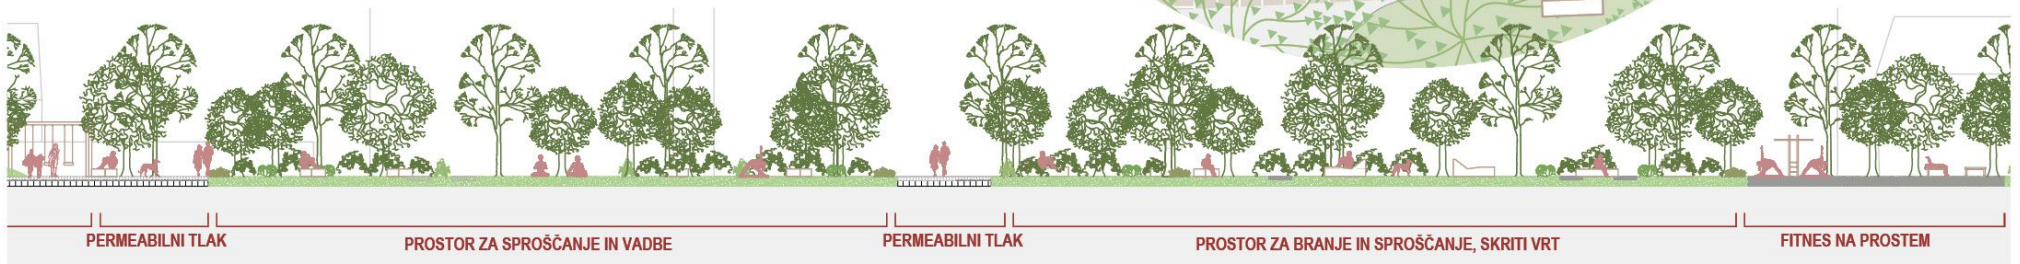 PERMEABILNI TLAK
PROSTOR ZA SPROŠČANJE IN VADBE
PERMEABILNI TLAK
PROSTOR ZA BRANJE IN SPROŠČANJE, SKRITI VRT
FITNES NA PROSTEM